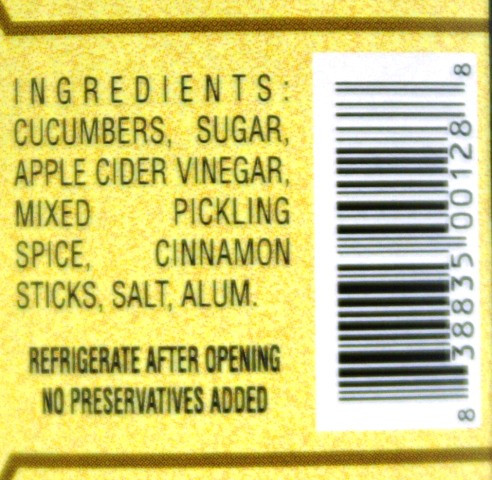 INGREDIENTS:
CUCUMBERS, SUGAR,
APPLE CIDER VINEGAR,
MIXED PICKLING
SPICE, CINNAMON
STICKS, SALT, ALUM.
REFRIGERATE AFTER OPENING
NO PRESERVATIVES ADDED
8 38835 00128 8